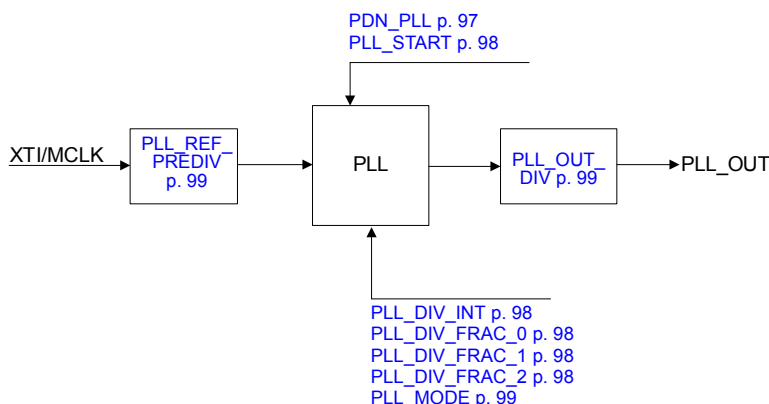 PDN_PLL p. 97
PLL_START p. 98
XTI/MCLK
PLL_REF_
PREDIV
p. 99
PLL
PLL_OUT_
DIV p. 99
PLL_OUT
PLL_DIV_INT p. 98
PLL_DIV_FRAC_0 p. 98
PLL_DIV_FRAC_1 p. 98
PLL_DIV_FRAC_2 p. 98
PLL_MODE p. 99